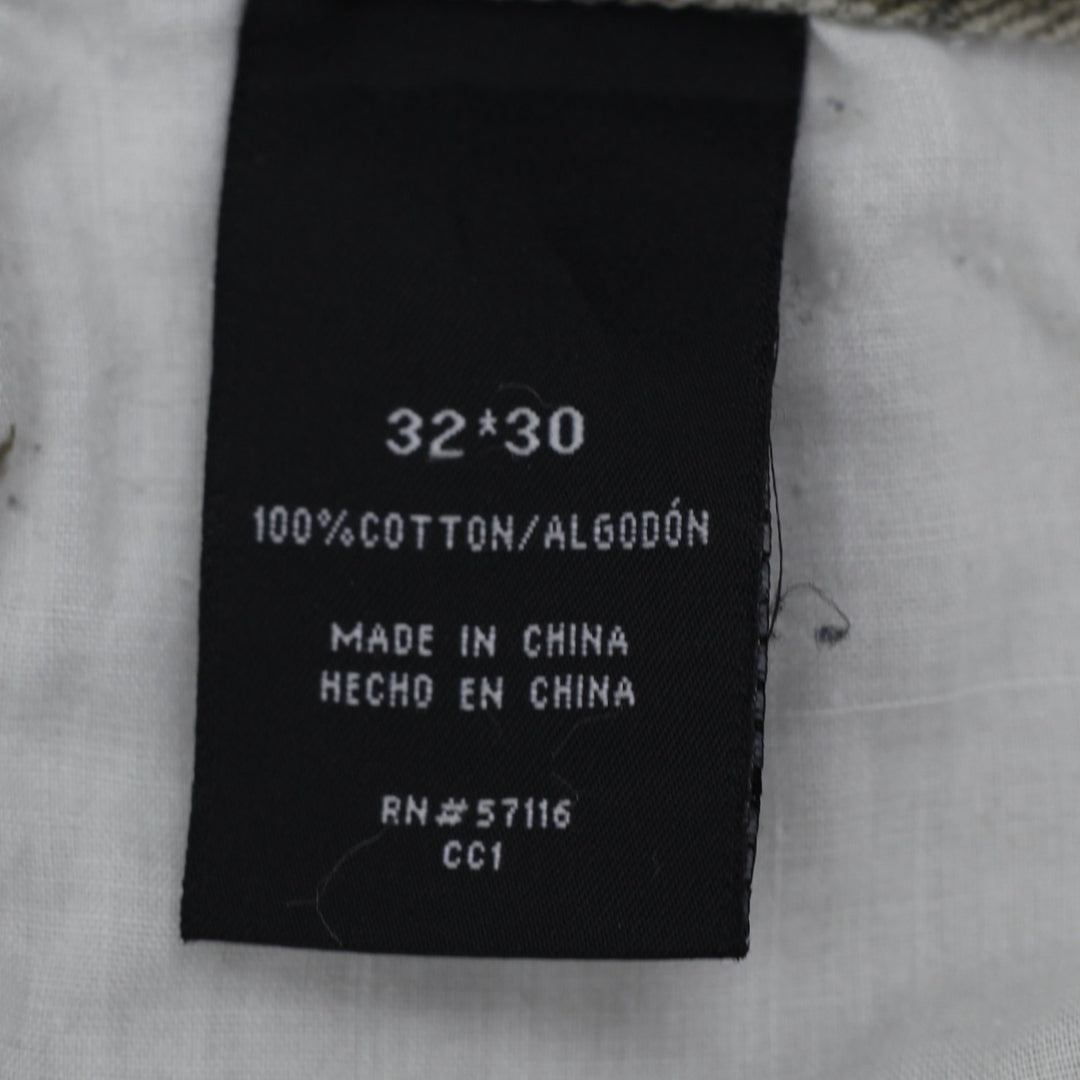 32*30
100%COTTON/ALGODÓN
MADE IN CHINA
HECHO EN CHINA
RN#57116
CC1